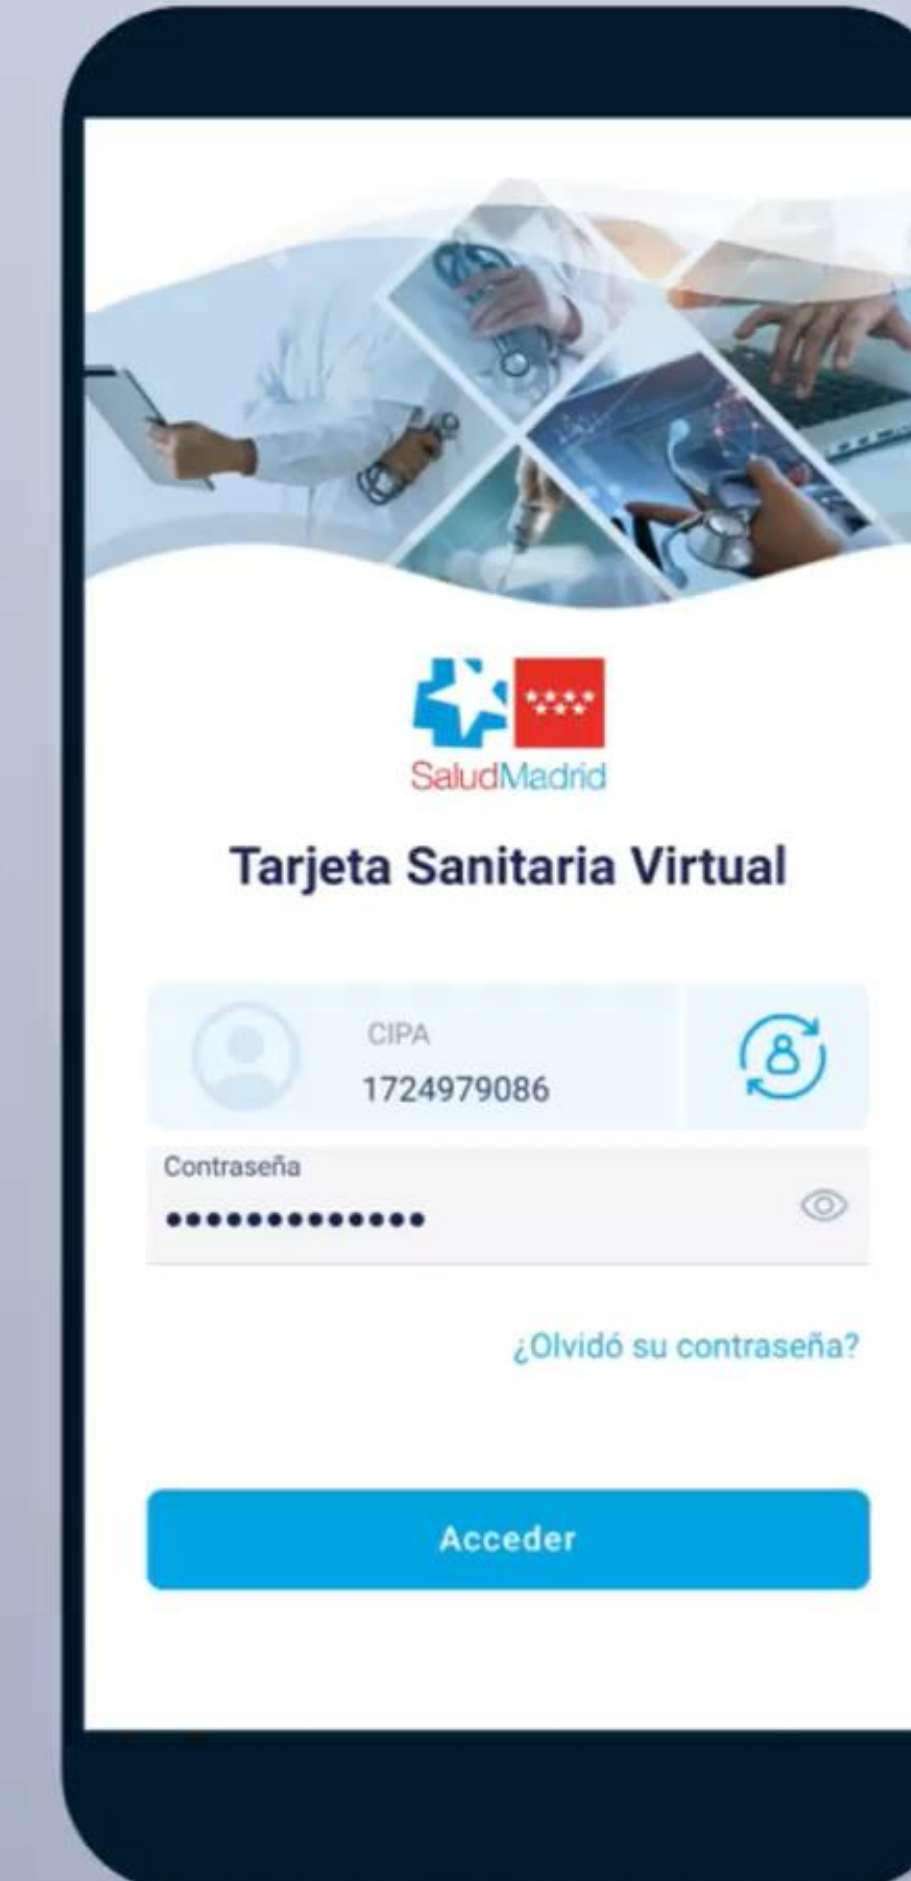 SaludMadrid
Tarjeta Sanitaria Virtual
CIPA
1724979086
Contraseña
•••••••••••••
¿Olvidó su contraseña?
Acceder